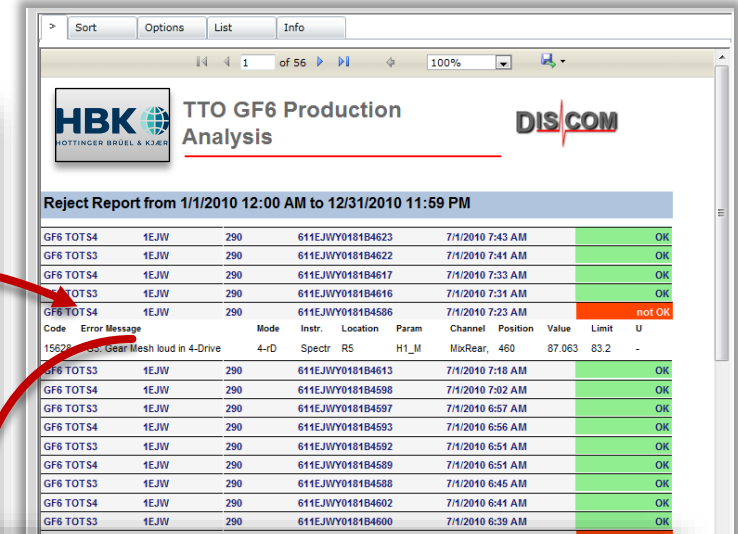 > Sort Options List Info
1 of 56 100%
HBK
HOTTINGER BRÜEL & KJÆR
TTO GF6 Production
Analysis
DISCOM
Reject Report from 1/1/2010 12:00 AM to 12/31/2010 11:59 PM
GF6 TOTS4 1EJW 290 611EJWY0181B4623 7/1/2010 7:43 AM OK
GF6 TOTS3 1EJW 290 611EJWY0181B4622 7/1/2010 7:41 AM OK
GF6 TOTS4 1EJW 290 611EJWY0181B4617 7/1/2010 7:33 AM OK
TOTS3 1EJW 290 611EJWY0181B4616 7/1/2010 7:31 AM OK
GF6 TOTS4 1EJW 290 611EJWY0181B4586 7/1/2010 7:23 AM not OK
Code Error Message Mode Instr. Location Param Channel Position Value Limit U
15628 G3: Gear Mesh loud in 4-Drive 4-rD Spectr R5 H1_M MixRear, 460 87.063 83.2 -
GF6 TOTS3 1EJW 290 611EJWY0181B4613 7/1/2010 7:18 AM OK
GF6 TOTS4 1EJW 290 611EJWY0181B4598 7/1/2010 7:02 AM OK
GF6 TOTS3 1EJW 290 611EJWY0181B4597 7/1/2010 6:57 AM OK
GF6 TOTS4 1EJW 290 611EJWY0181B4593 7/1/2010 6:56 AM OK
GF6 TOTS3 1EJW 290 611EJWY0181B4592 7/1/2010 6:51 AM OK
GF6 TOTS4 1EJW 290 611EJWY0181B4589 7/1/2010 6:51 AM OK
GF6 TOTS3 1EJW 290 611EJWY0181B4588 7/1/2010 6:45 AM OK
GF6 TOTS4 1EJW 290 611EJWY0181B4602 7/1/2010 6:41 AM OK
GF6 TOTS3 1EJW 290 611EJWY0181B4600 7/1/2010 6:39 AM OK